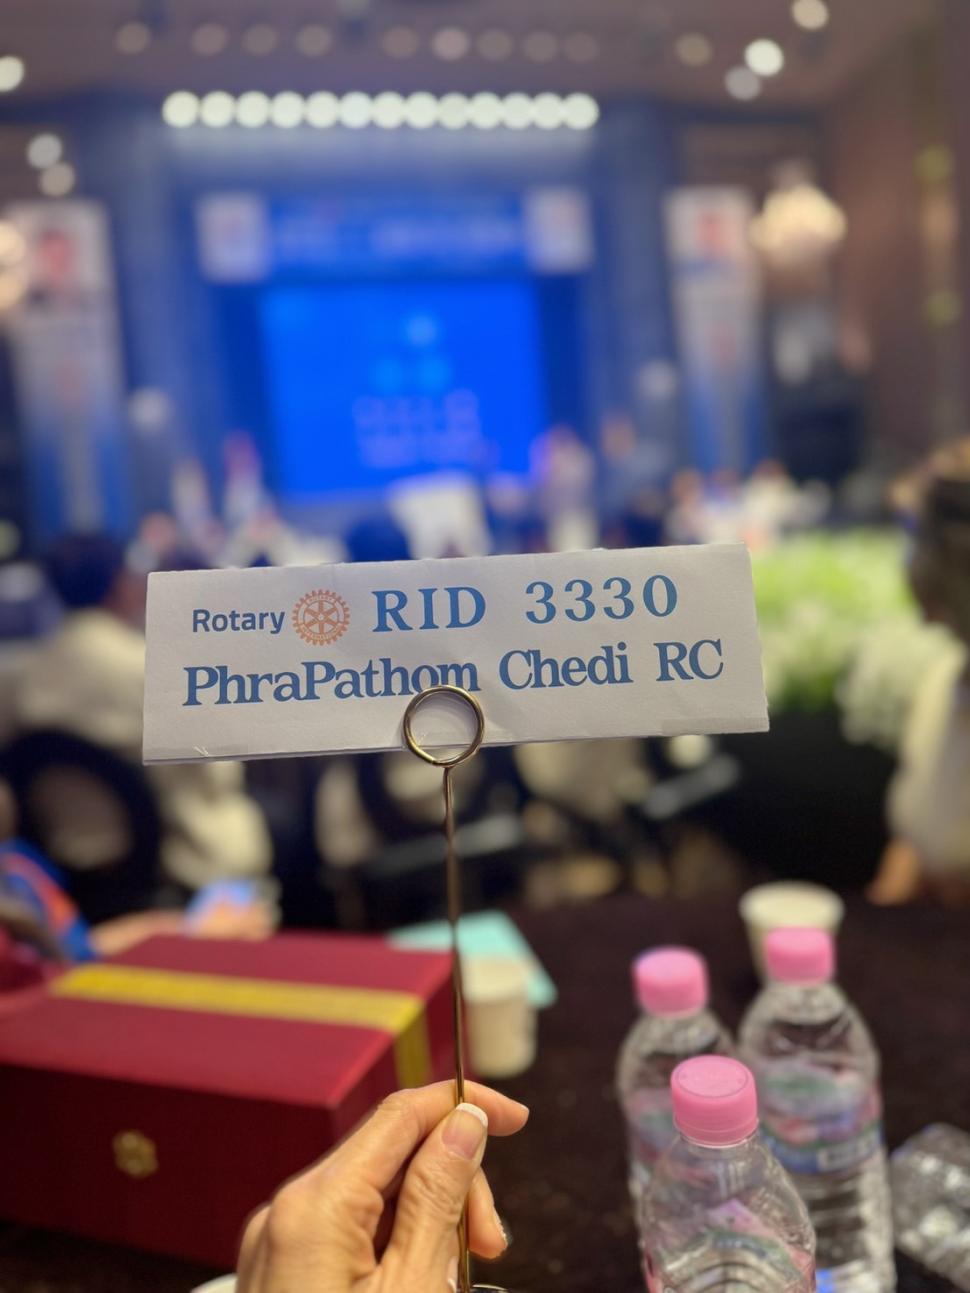 Rotary RID 3330
PhraPathom Chedi RC